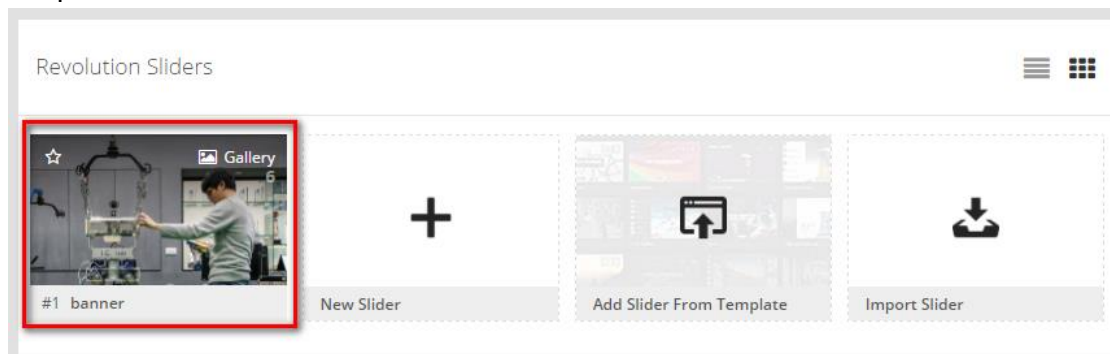 Revolution Sliders
Gallery
6
#1 banner
New Slider
Add Slider From Template
Import Slider